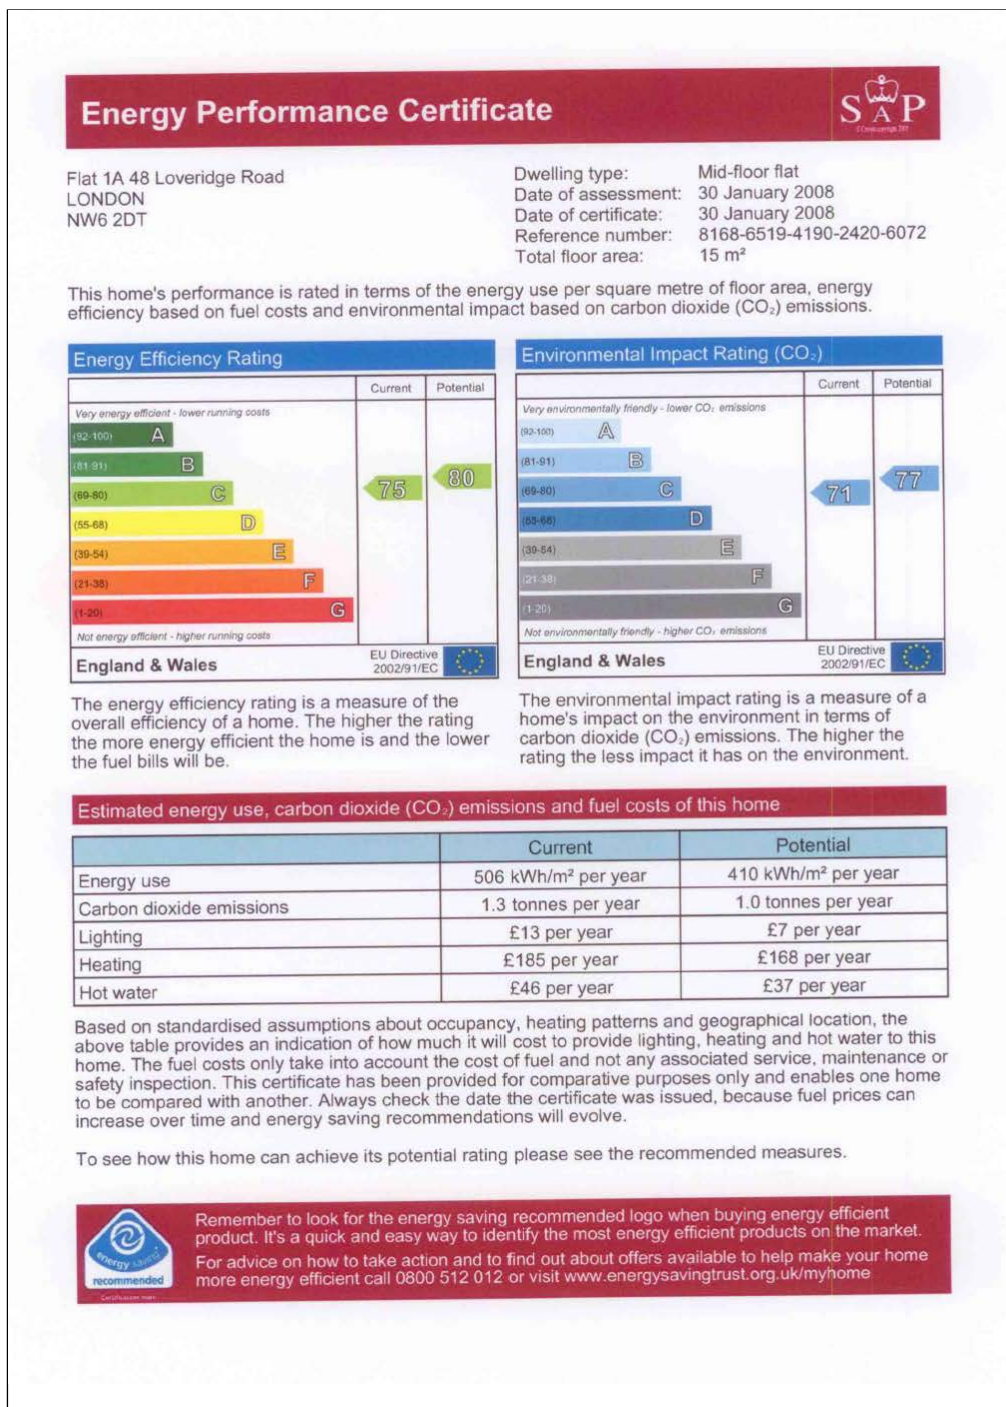 Energy Performance Certificate
SAP
Flat 1A 48 Loveridge Road
LONDON
NW6 2DT
Dwelling type: Mid-floor flat
Date of assessment: 30 January 2008
Date of certificate: 30 January 2008
Reference number: 8168-6519-4190-2420-6072
Total floor area: 15 m²
This home's performance is rated in terms of the energy use per square metre of floor area, energy
efficiency based on fuel costs and environmental impact based on carbon dioxide (CO₂) emissions.
Energy Efficiency Rating
Current Potential
Very energy efficient - lower running costs
(92-100) A
(81-91) B
(69-80) C
75 80
(55-68) D
(39-54) E
(21-38) F
(1-20) G
Not energy efficient - higher running costs
England & Wales
EU Directive
2002/91/EC
Environmental Impact Rating (CO₂)
Current Potential
Very environmentally friendly - lower CO₂ emissions
(92-100) A
(81-91) B
(69-80) C
71 77
(55-68) D
(39-54) E
(21-38) F
(1-20) G
Not environmentally friendly - higher CO₂ emissions
England & Wales
EU Directive
2002/91/EC
The energy efficiency rating is a measure of the
overall efficiency of a home. The higher the rating
the more energy efficient the home is and the lower
the fuel bills will be.
The environmental impact rating is a measure of a
home's impact on the environment in terms of
carbon dioxide (CO₂) emissions. The higher the
rating the less impact it has on the environment.
Estimated energy use, carbon dioxide (CO₂) emissions and fuel costs of this home
Current Potential
Energy use 506 kWh/m² per year 410 kWh/m² per year
Carbon dioxide emissions 1.3 tonnes per year 1.0 tonnes per year
Lighting £13 per year £7 per year
Heating £185 per year £168 per year
Hot water £46 per year £37 per year
Based on standardised assumptions about occupancy, heating patterns and geographical location, the
above table provides an indication of how much it will cost to provide lighting, heating and hot water to this
home. The fuel costs only take into account the cost of fuel and not any associated service, maintenance or
safety inspection. This certificate has been provided for comparative purposes only and enables one home
to be compared with another. Always check the date the certificate was issued, because fuel prices can
increase over time and energy saving recommendations will evolve.
To see how this home can achieve its potential rating please see the recommended measures.
energy saving
recommended
Certification mark
Remember to look for the energy saving recommended logo when buying energy efficient
product. It's a quick and easy way to identify the most energy efficient products on the market.
For advice on how to take action and to find out about offers available to help make your home
more energy efficient call 0800 512 012 or visit www.energysavingtrust.org.uk/myhome